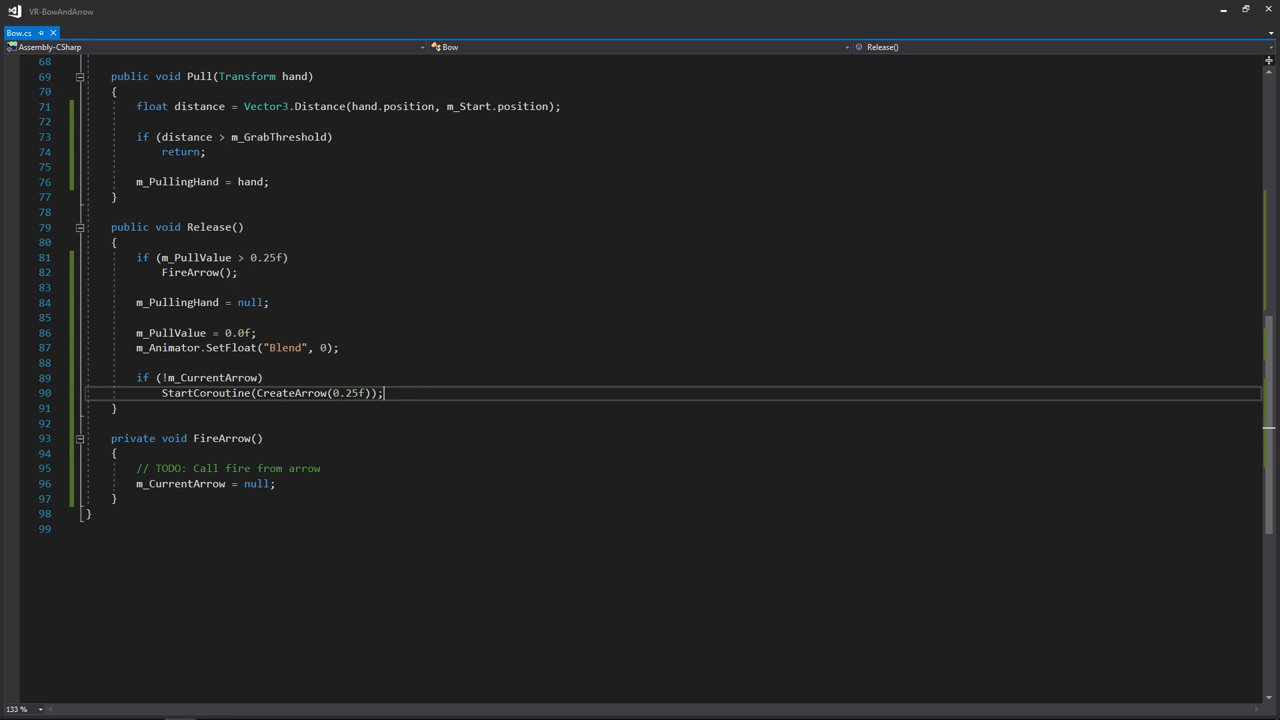 VR-BowAndArrow
Bow.cs
Assembly-CSharp
Bow
Release()
68
69 public void Pull(Transform hand)
70 {
71 float distance = Vector3.Distance(hand.position, m_Start.position);
72
73 if (distance > m_GrabThreshold)
74 return;
75
76 m_PullingHand = hand;
77 }
78
79 public void Release()
80 {
81 if (m_PullValue > 0.25f)
82 FireArrow();
83
84 m_PullingHand = null;
85
86 m_PullValue = 0.0f;
87 m_Animator.SetFloat("Blend", 0);
88
89 if (!m_CurrentArrow)
90 StartCoroutine(CreateArrow(0.25f));
91 }
92
93 private void FireArrow()
94 {
95 // TODO: Call fire from arrow
96 m_CurrentArrow = null;
97 }
98 }
99
133 %